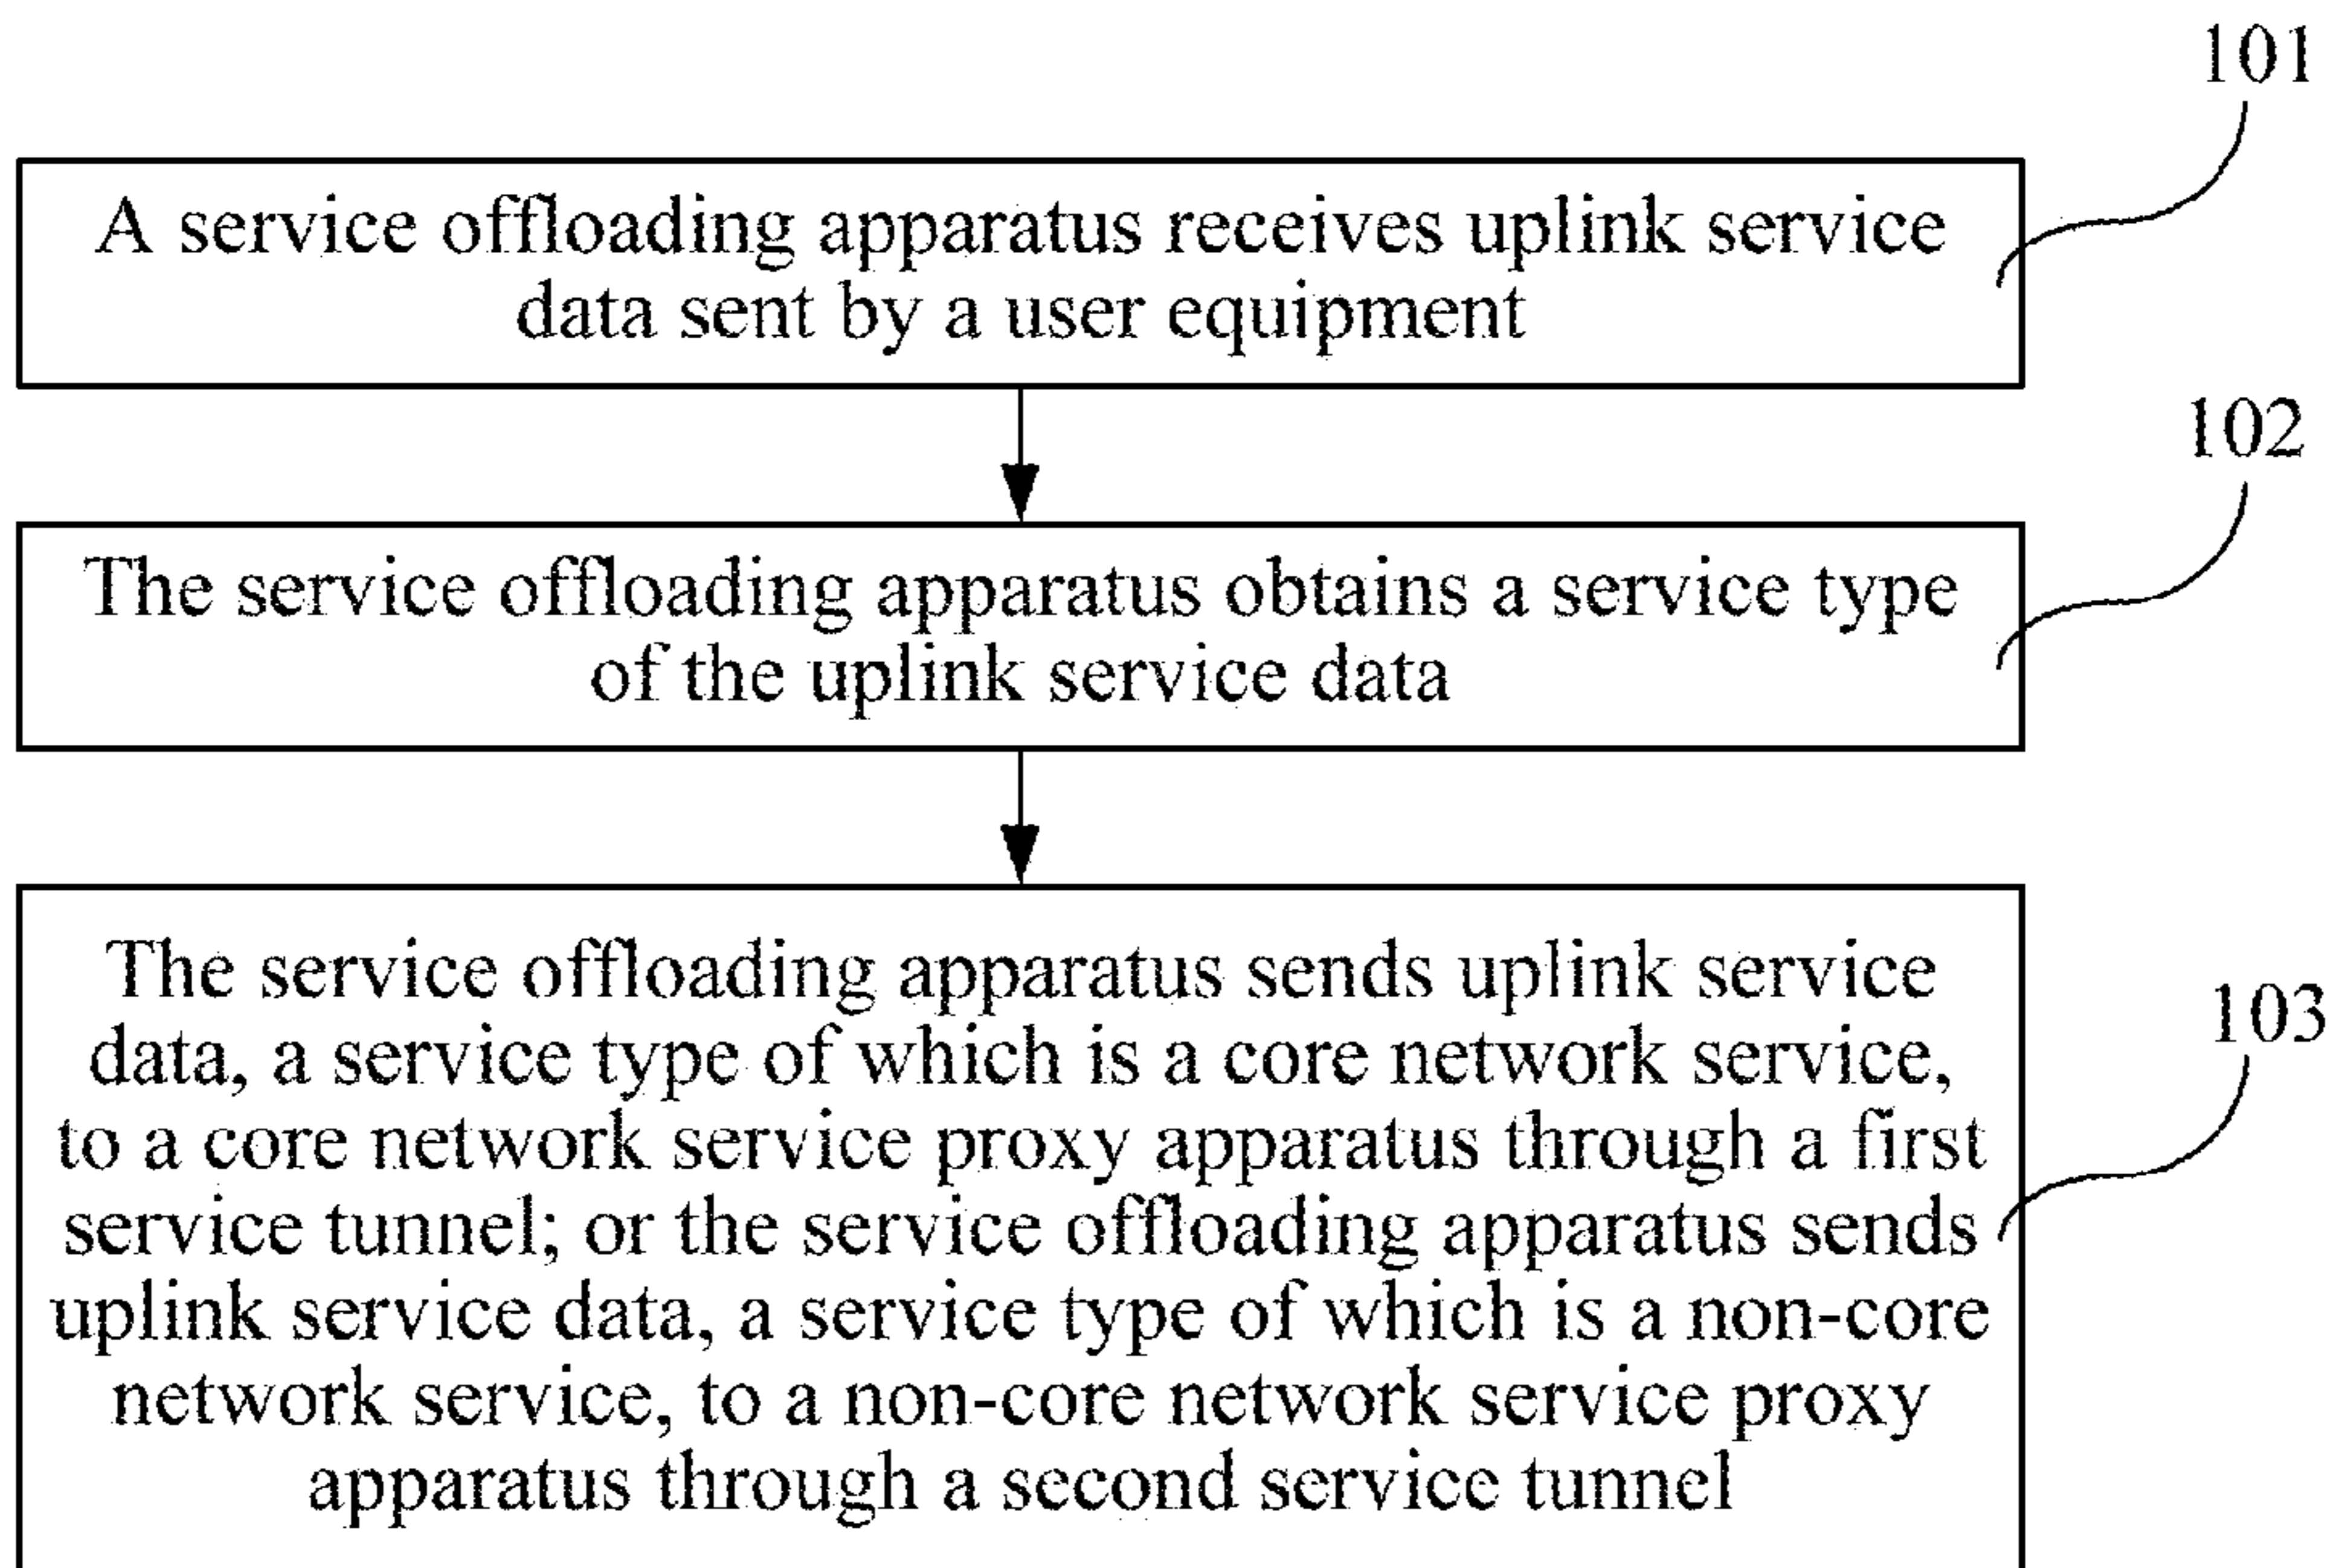 101
A service offloading apparatus receives uplink service
data sent by a user equipment
102
The service offloading apparatus obtains a service type
of the uplink service data
103
The service offloading apparatus sends uplink service
data, a service type of which is a core network service,
to a core network service proxy apparatus through a first
service tunnel; or the service offloading apparatus sends
uplink service data, a service type of which is a non-core
network service, to a non-core network service proxy
apparatus through a second service tunnel